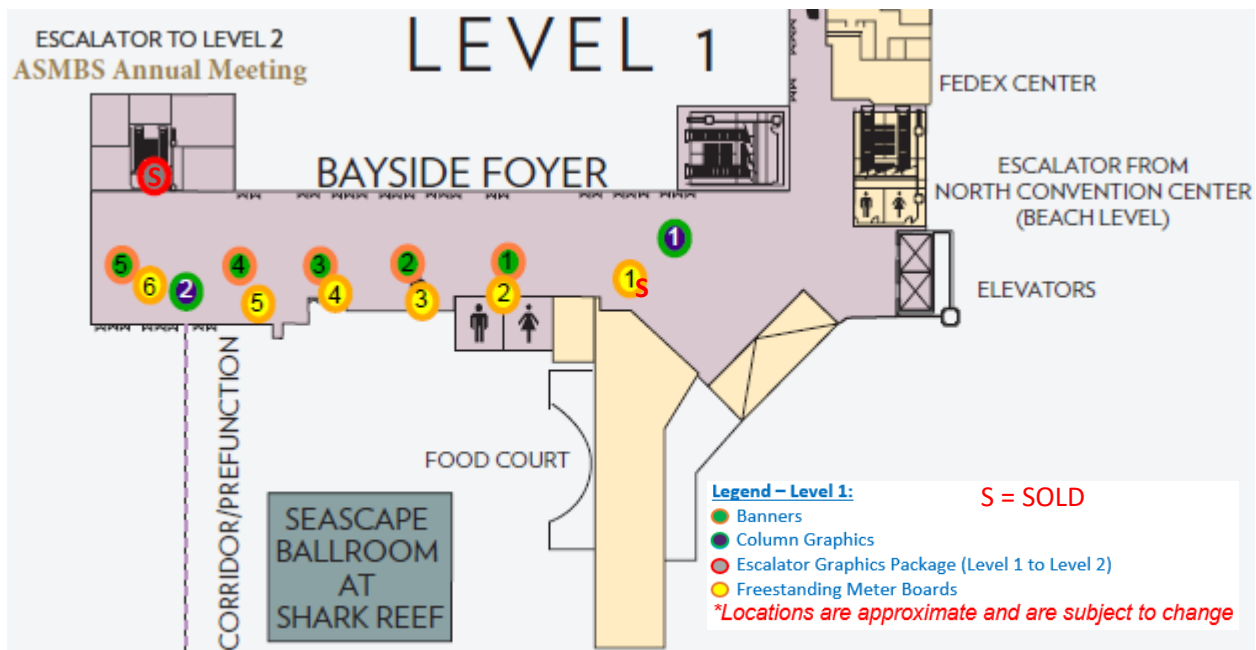 LEVEL 1
ESCALATOR TO LEVEL 2
ASMBS Annual Meeting
FEDEX CENTER
BAYSIDE FOYER
ESCALATOR FROM
NORTH CONVENTION CENTER
(BEACH LEVEL)
S
1
5
4
3
2
1
6
2
5
4
3
2
1
S
ELEVATORS
CORRIDOR/PREFUNCTION
FOOD COURT
SEASCAPE
BALLROOM
AT
SHARK REEF
Legend – Level 1:
S = SOLD
Banners
Column Graphics
Escalator Graphics Package (Level 1 to Level 2)
Freestanding Meter Boards
*Locations are approximate and are subject to change